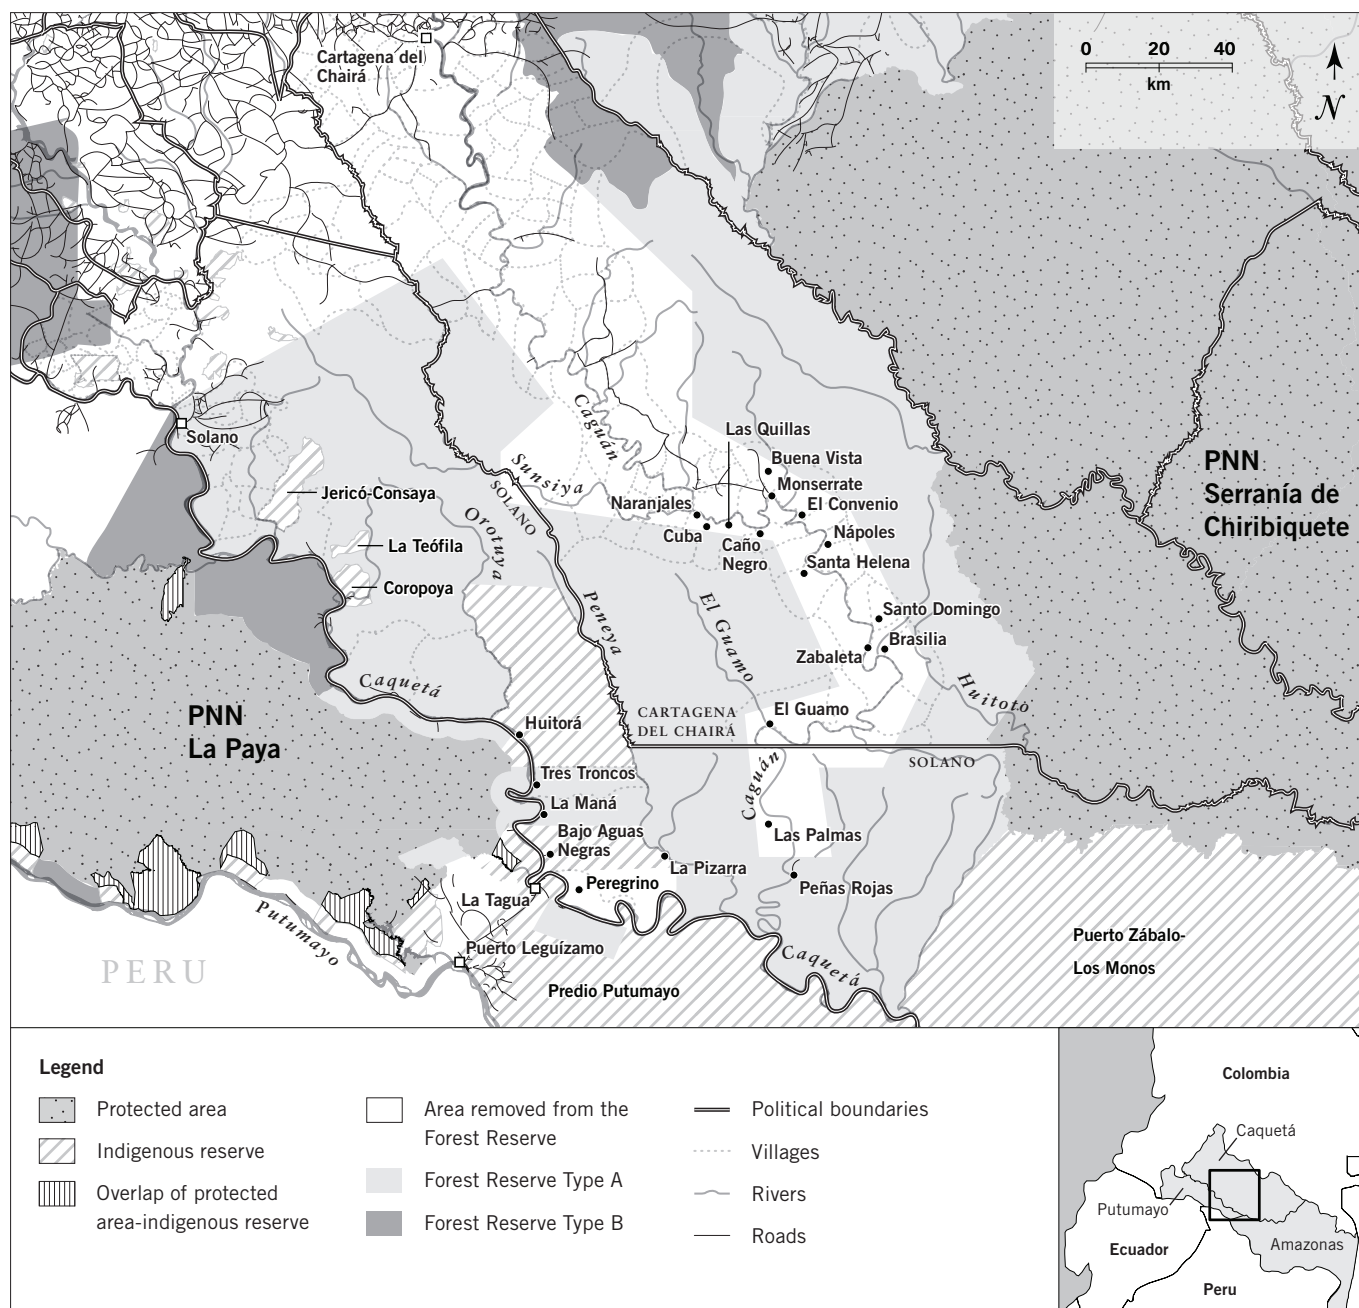 Cartagena del
Chairá
0 20 40
km
N
Solano
Jericó-Consaya
La Teófila
Coropoya
Caguán
Sunsiya
SOLANO
Orotuya
Las Quillas
Buena Vista
Monserrate
Naranjales
El Convenio
Cuba
Caño
Negro
Nápoles
Santa Helena
PNN
Serranía de
Chiribiquete
Peneya
El Guamo
Santo Domingo
Brasilia
Zabaleta
Caquetá
Huitoto
PNN
La Paya
Huitorá
CARTAGENA
DEL CHAIRÁ
El Guamo
SOLANO
Tres Troncos
La Maná
Caguán
Bajo Aguas
Negras
Las Palmas
La Pizarra
La Tagua
Peregrino
Peñas Rojas
Putumayo
Puerto Leguízamo
PERU
Predio Putumayo
Caquetá
Puerto Zábalo-
Los Monos
Legend
Protected area
Indigenous reserve
Overlap of protected
area-indigenous reserve
Area removed from the
Forest Reserve
Forest Reserve Type A
Forest Reserve Type B
Political boundaries
Villages
Rivers
Roads
Colombia
Caquetá
Putumayo
Ecuador
Amazonas
Peru